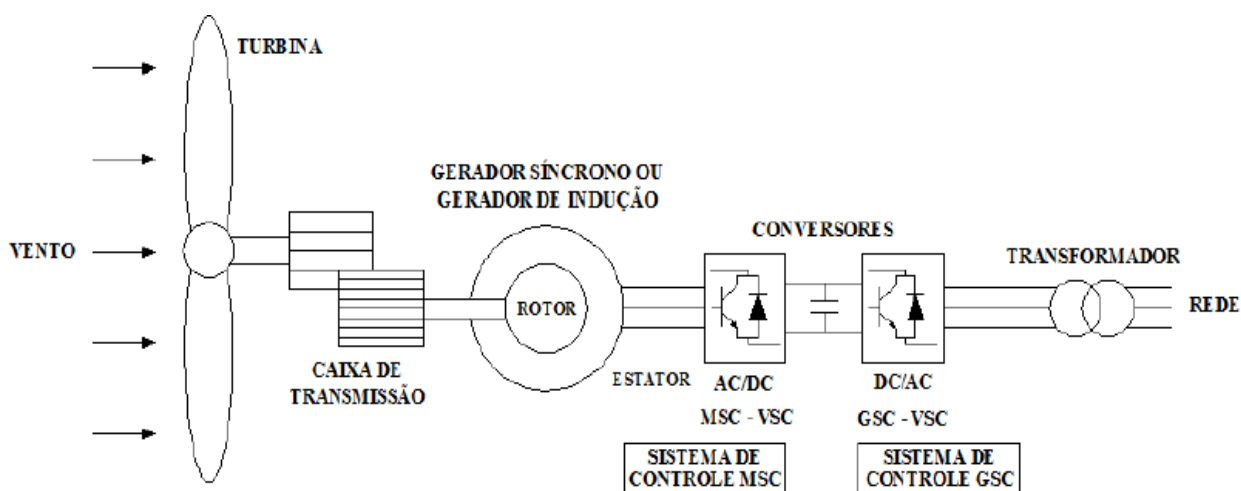 TURBINA
VENTO
CAIXA DE
TRANSMISSÃO
GERADOR SÍNCRONO OU
GERADOR DE INDUÇÃO
ROTOR
ESTATOR
CONVERSORES
AC/DC
MSC - VSC
SISTEMA DE
CONTROLE MSC
DC/AC
GSC - VSC
SISTEMA DE
CONTROLE GSC
TRANSFORMADOR
REDE